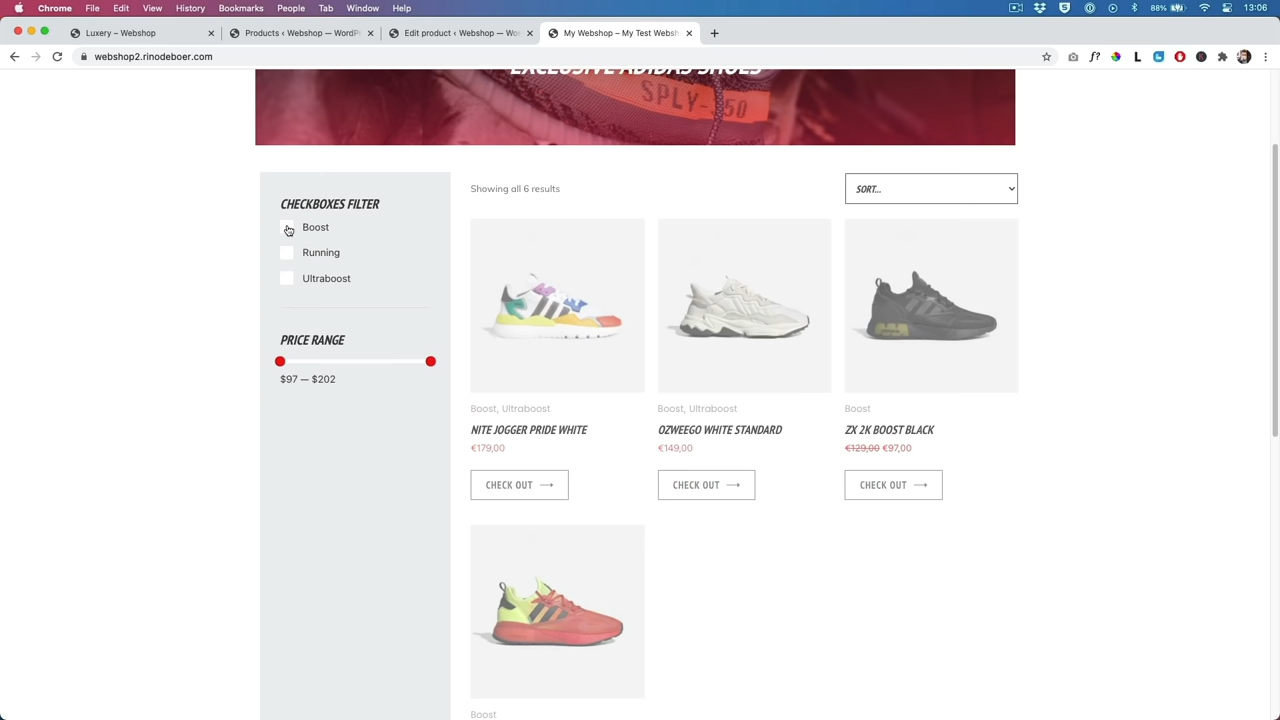 Chrome File Edit View History Bookmarks People Tab Window Help
13:06
Luxery – Webshop
Products ‹ Webshop — WordP
Edit product ‹ Webshop — Wo
My Webshop – My Test Websh
webshop2.rinodeboer.com
EXCLUSIVE ADIDAS SHOES
SPLY-350
CHECKBOXES FILTER
Boost
Running
Ultraboost
PRICE RANGE
$97 — $202
Showing all 6 results
SORT...
Boost, Ultraboost
NITE JOGGER PRIDE WHITE
€179,00
CHECK OUT
Boost, Ultraboost
OZWEEGO WHITE STANDARD
€149,00
CHECK OUT
Boost
ZX 2K BOOST BLACK
€129,00 €97,00
CHECK OUT
Boost